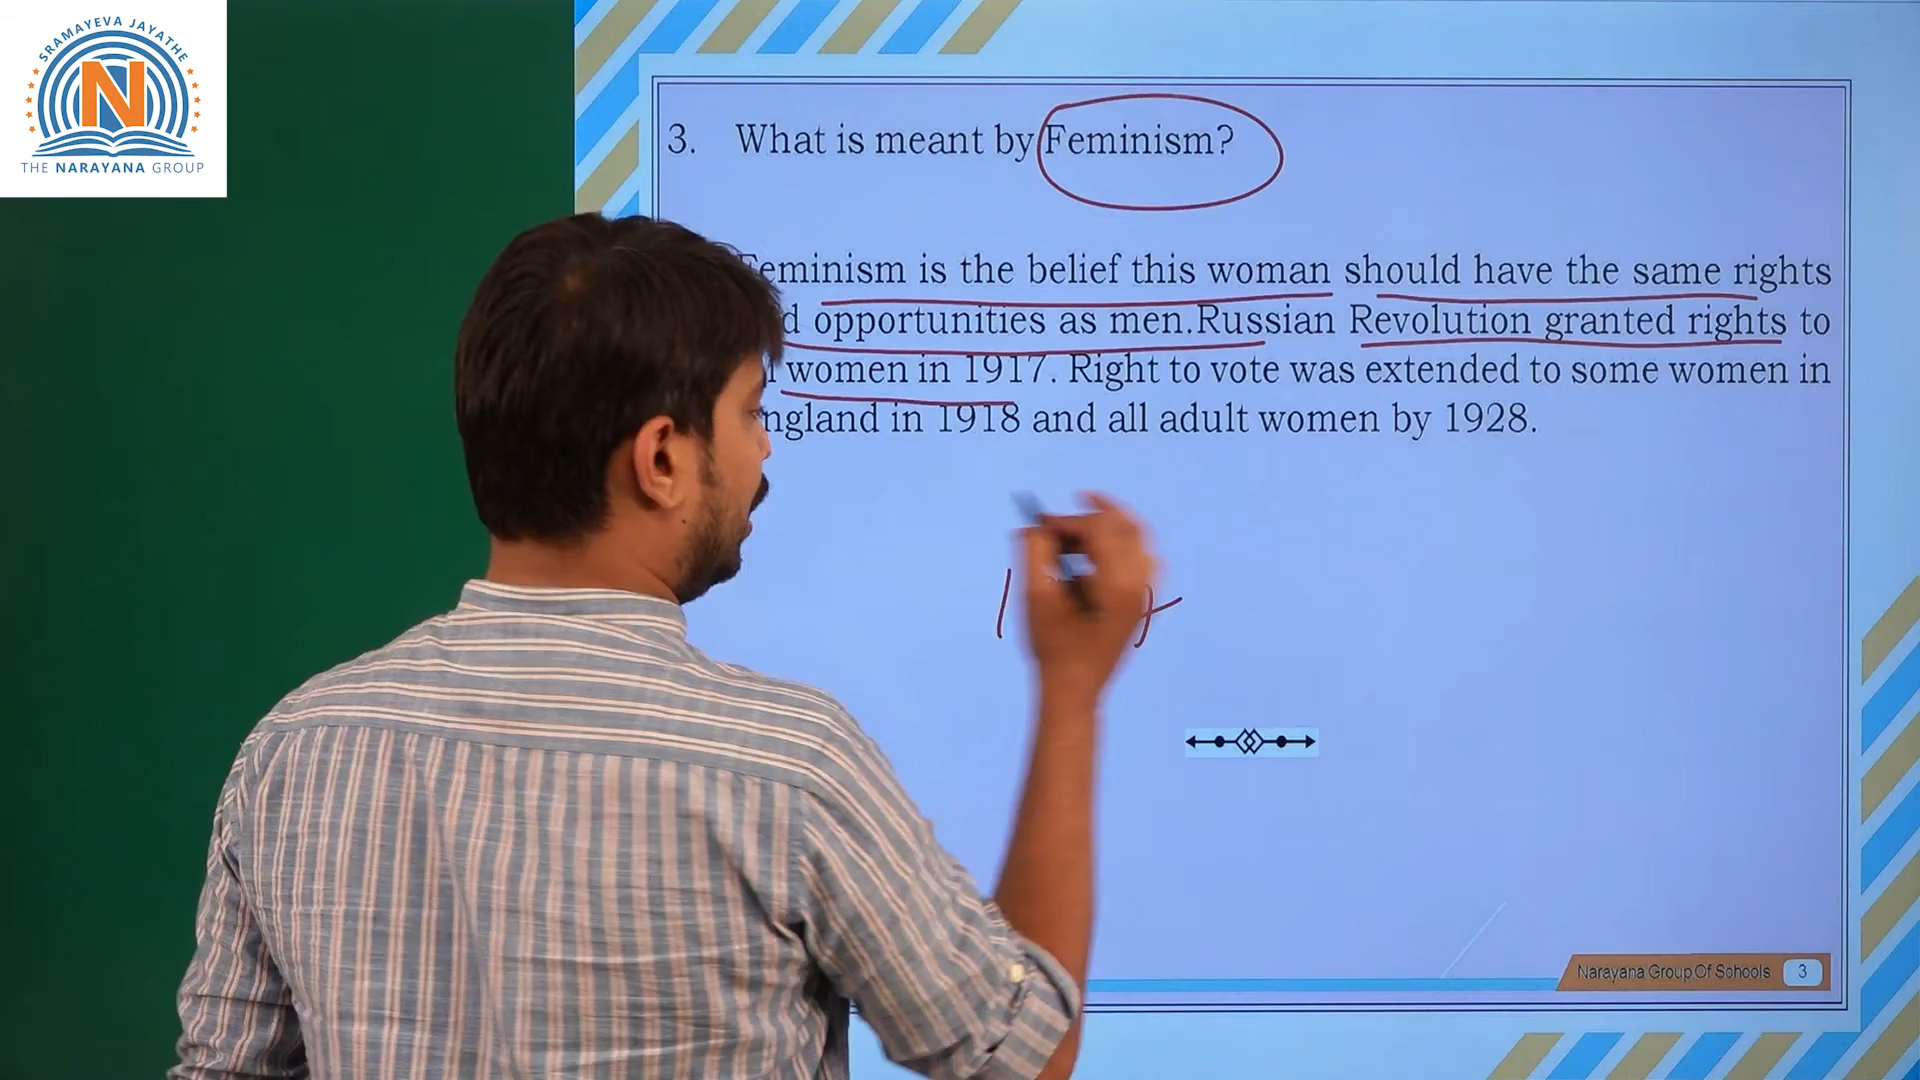 SRAMAYEVA JAYATHE
N
THE NARAYANA GROUP
3. What is meant by Feminism?
Feminism is the belief this woman should have the same rights
opportunities as men.Russian Revolution granted rights to
women in 1917. Right to vote was extended to some women in
ngland in 1918 and all adult women by 1928.
Narayana Group Of Schools 3